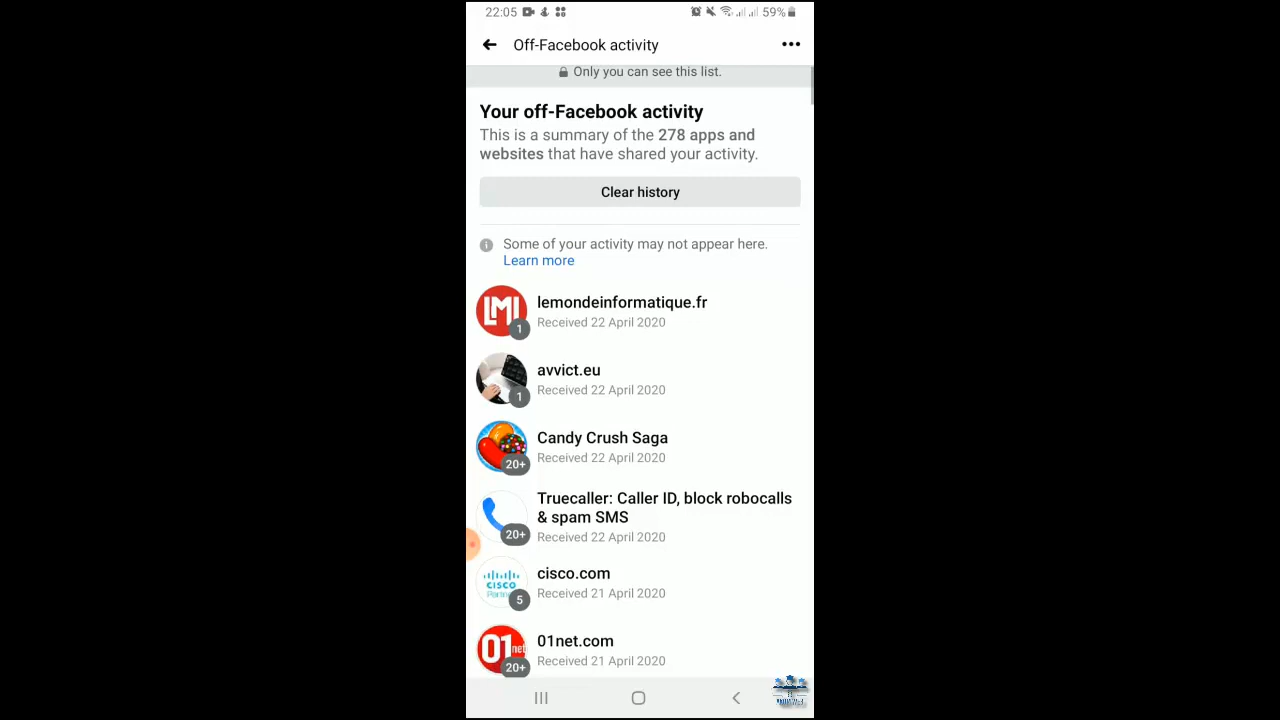 22:05
59%
Off-Facebook activity
Only you can see this list.
Your off-Facebook activity
This is a summary of the 278 apps and
websites that have shared your activity.
Clear history
Some of your activity may not appear here.
Learn more
LMI
1
lemondeinformatique.fr
Received 22 April 2020
1
avvict.eu
Received 22 April 2020
20+
Candy Crush Saga
Received 22 April 2020
20+
Truecaller: Caller ID, block robocalls
& spam SMS
Received 22 April 2020
CISCO
5
cisco.com
Received 21 April 2020
01net
20+
01net.com
Received 21 April 2020